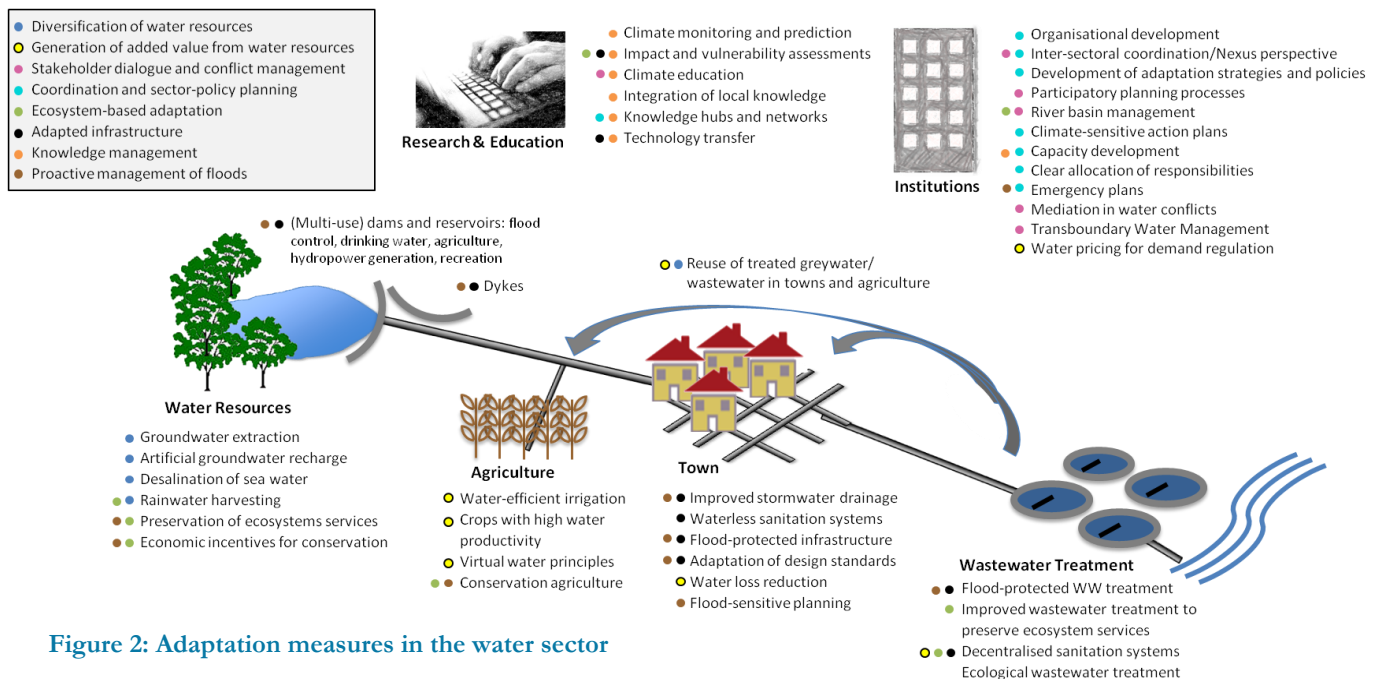 Diversification of water resources
Generation of added value from water resources
Stakeholder dialogue and conflict management
Coordination and sector-policy planning
Ecosystem-based adaptation
Adapted infrastructure
Knowledge management
Proactive management of floods
Research & Education
Climate monitoring and prediction
Impact and vulnerability assessments
Climate education
Integration of local knowledge
Knowledge hubs and networks
Technology transfer
Institutions
Organisational development
Inter-sectoral coordination/Nexus perspective
Development of adaptation strategies and policies
Participatory planning processes
River basin management
Climate-sensitive action plans
Capacity development
Clear allocation of responsibilities
Emergency plans
Mediation in water conflicts
Transboundary Water Management
Water pricing for demand regulation
(Multi-use) dams and reservoirs: flood
control, drinking water, agriculture,
hydropower generation, recreation
Dykes
Reuse of treated greywater/
wastewater in towns and agriculture
Water Resources
Groundwater extraction
Artificial groundwater recharge
Desalination of sea water
Rainwater harvesting
Preservation of ecosystems services
Economic incentives for conservation
Agriculture
Water-efficient irrigation
Crops with high water
productivity
Virtual water principles
Conservation agriculture
Town
Improved stormwater drainage
Waterless sanitation systems
Flood-protected infrastructure
Adaptation of design standards
Water loss reduction
Flood-sensitive planning
Wastewater Treatment
Flood-protected WW treatment
Improved wastewater treatment to
preserve ecosystem services
Decentralised sanitation systems
Ecological wastewater treatment
Figure 2: Adaptation measures in the water sector